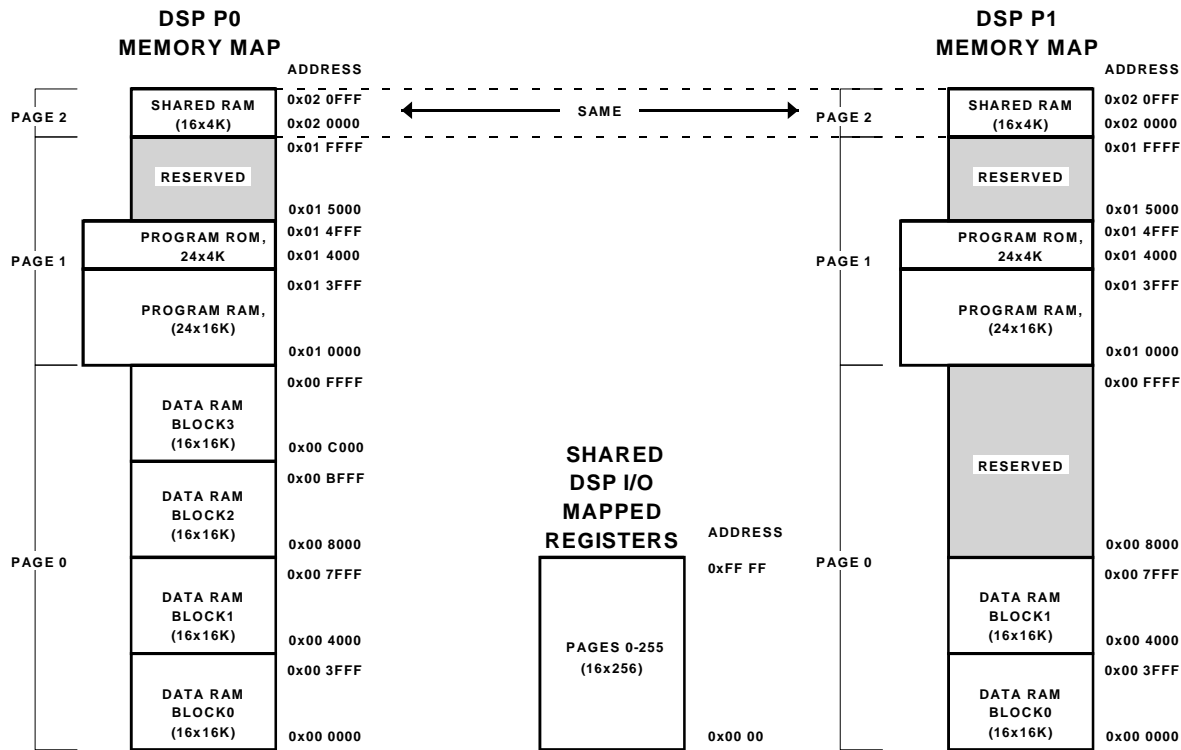 DSP P0
MEMORY MAP
ADDRESS
PAGE 2
SHARED RAM
(16x4K)
0x02 0FFF
0x02 0000
RESERVED
0x01 FFFF
0x01 5000
PAGE 1
PROGRAM ROM,
24x4K
0x01 4FFF
0x01 4000
PROGRAM RAM,
(24x16K)
0x01 3FFF
0x01 0000
PAGE 0
DATA RAM
BLOCK3
(16x16K)
0x00 FFFF
0x00 C000
DATA RAM
BLOCK2
(16x16K)
0x00 BFFF
0x00 8000
DATA RAM
BLOCK1
(16x16K)
0x00 7FFF
0x00 4000
DATA RAM
BLOCK0
(16x16K)
0x00 3FFF
0x00 0000
SAME
SHARED
DSP I/O
MAPPED
REGISTERS
ADDRESS
0xFF FF
PAGES 0-255
(16x256)
0x00 00
DSP P1
MEMORY MAP
ADDRESS
PAGE 2
SHARED RAM
(16x4K)
0x02 0FFF
0x02 0000
RESERVED
0x01 FFFF
0x01 5000
PAGE 1
PROGRAM ROM,
24x4K
0x01 4FFF
0x01 4000
PROGRAM RAM,
(24x16K)
0x01 3FFF
0x01 0000
PAGE 0
RESERVED
0x00 FFFF
0x00 8000
DATA RAM
BLOCK1
(16x16K)
0x00 7FFF
0x00 4000
DATA RAM
BLOCK0
(16x16K)
0x00 3FFF
0x00 0000